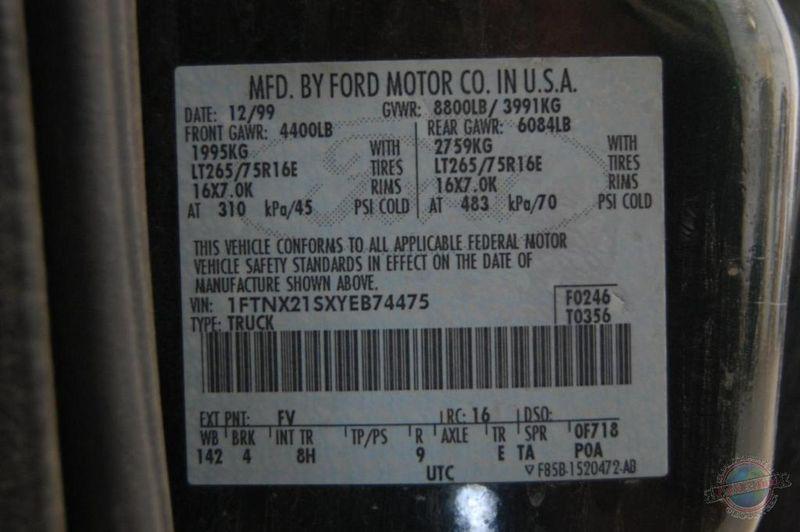 MFD. BY FORD MOTOR CO. IN U.S.A.
DATE: 12/99 GVWR: 8800LB/ 3991KG
FRONT GAWR: 4400LB REAR GAWR: 6084LB
1995KG WITH 2759KG WITH
LT265/75R16E TIRES LT265/75R16E TIRES
16X7.0K RIMS 16X7.0K RIMS
AT 310 kPa/45 PSI COLD AT 483 kPa/70 PSI COLD
THIS VEHICLE CONFORMS TO ALL APPLICABLE FEDERAL MOTOR
VEHICLE SAFETY STANDARDS IN EFFECT ON THE DATE OF
MANUFACTURE SHOWN ABOVE.
VIN: 1FTNX21SXYEB74475 F0246
TYPE: TRUCK T0356
EXT PNT: FV RC: 16 DSO:
WB BRK INT TR TP/PS R AXLE TR SPR 0F718
142 4 8H 9 E TA POA
UTC F85B-1520472-AB